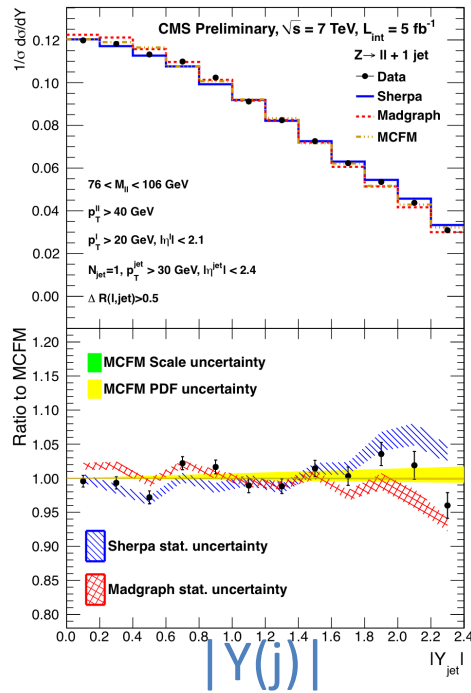 CMS Preliminary, √s = 7 TeV, L_int = 5 fb⁻¹
Z→ ll + 1 jet
Data
Sherpa
Madgraph
MCFM
1/σ dσ/dY
0.12
0.10
0.08
0.06
0.04
0.02
0.00
76 < M_ll < 106 GeV
p_T^ll > 40 GeV
p_T^l > 20 GeV, |η^l| < 2.1
N_jet=1, p_T^jet > 30 GeV, |η^jet| < 2.4
Δ R(l,jet)>0.5
Ratio to MCFM
1.20
1.15
1.10
1.05
1.00
0.95
0.90
0.85
0.80
MCFM Scale uncertainty
MCFM PDF uncertainty
Sherpa stat. uncertainty
Madgraph stat. uncertainty
0.0 0.2 0.4 0.6 0.8 1.0 1.2 1.4 1.6 1.8 2.0 2.2 2.4
|Y_jet|
|Y(j)|